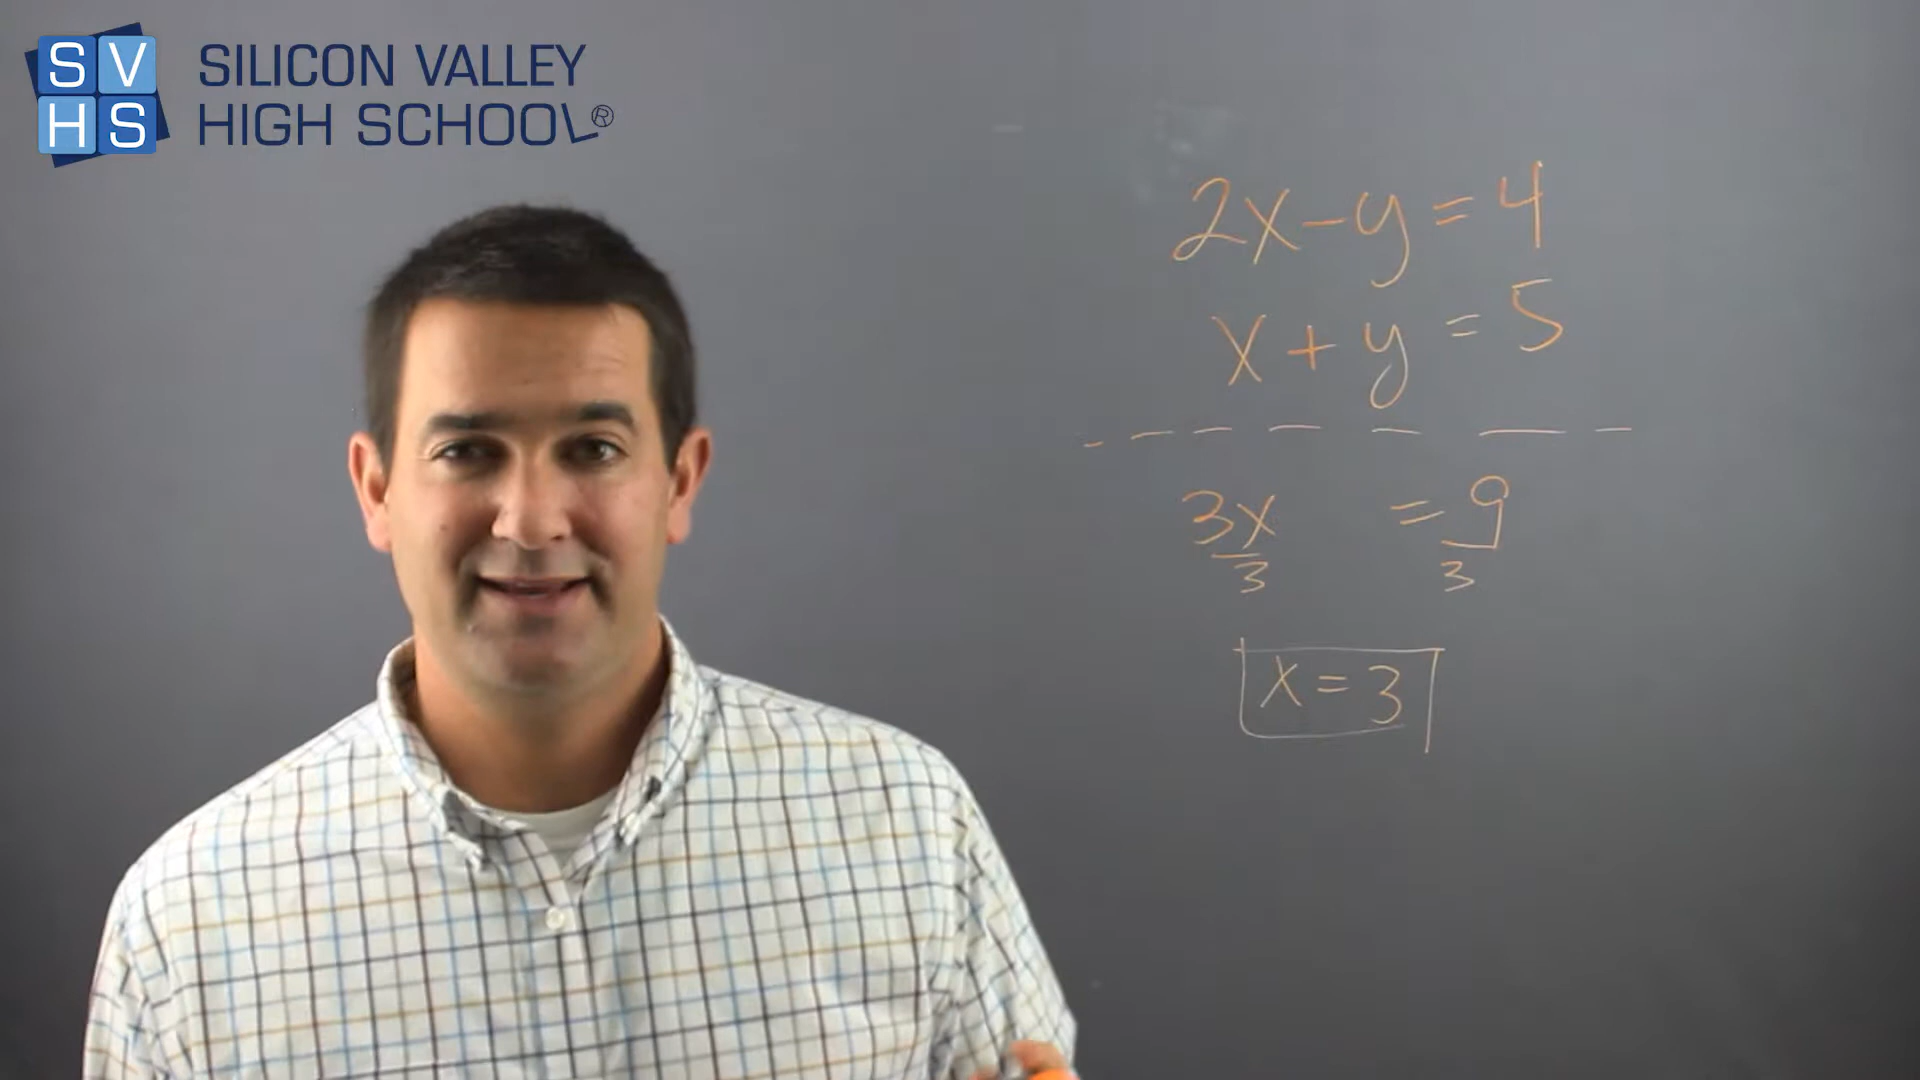 SV
HS
SILICON VALLEY
HIGH SCHOOL®
2x-y=4
x+y=5
3x = 9
3 3
x=3